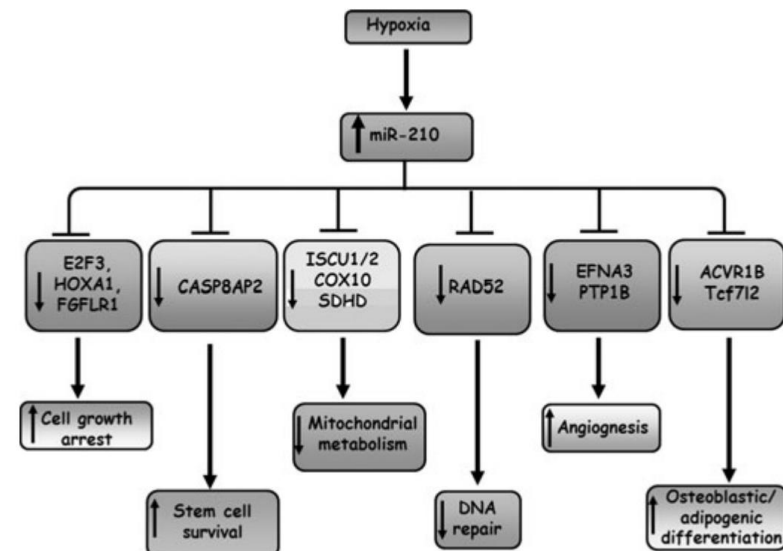 Hypoxia
miR-210
E2F3,
HOXA1,
FGFLR1
CASP8AP2
ISCU1/2
COX10
SDHD
RAD52
EFNA3
PTP1B
ACVR1B
Tcf7l2
Cell growth
arrest
Mitochondrial
metabolism
Angiognesis
Stem cell
survival
DNA
repair
Osteoblastic/
adipogenic
differentiation